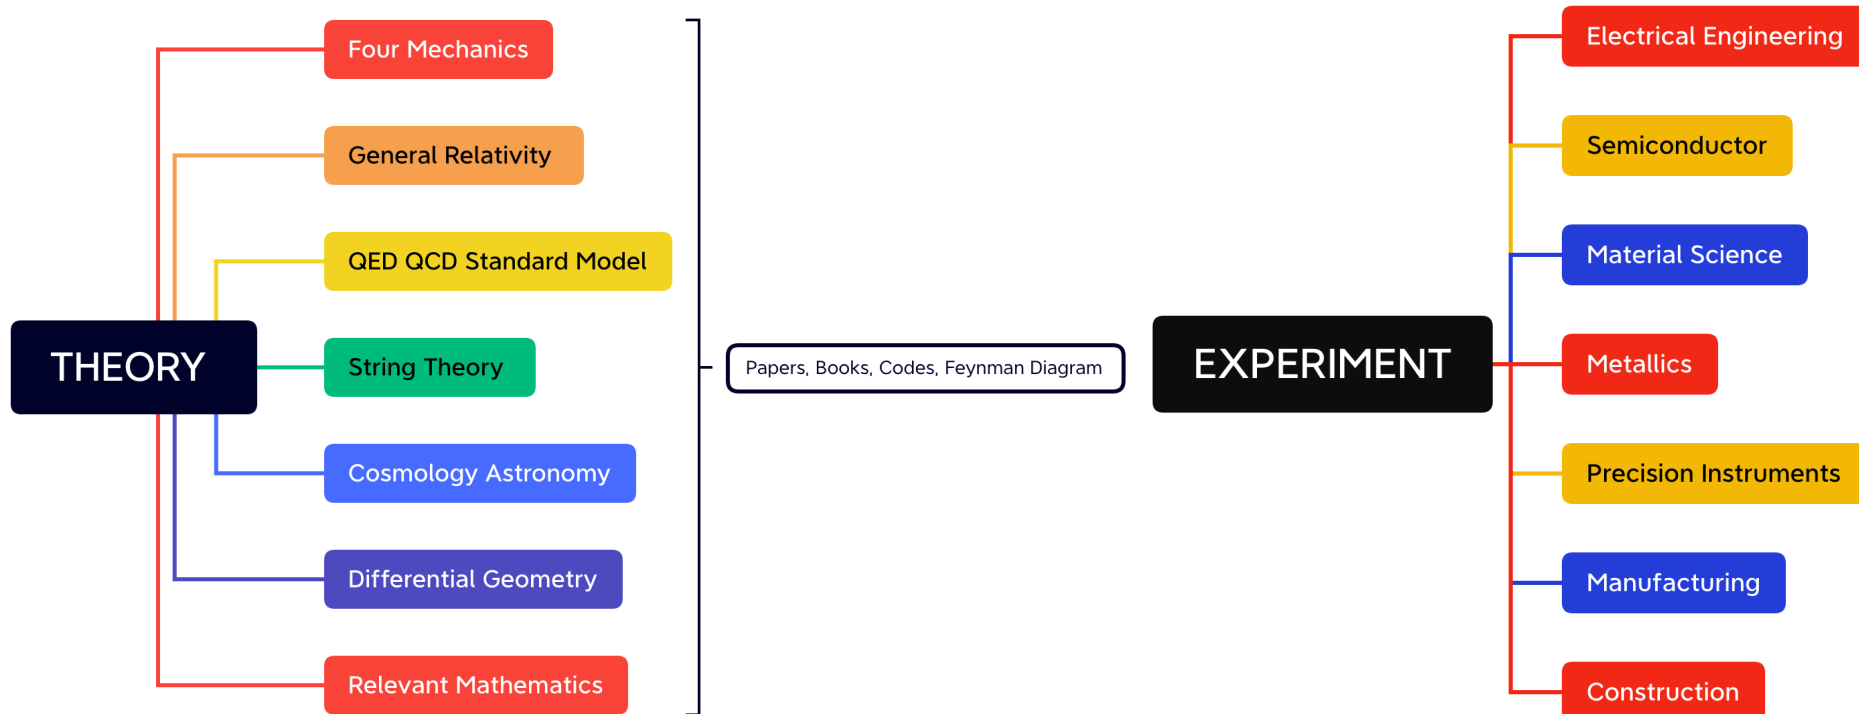 THEORY
Four Mechanics
General Relativity
QED QCD Standard Model
String Theory
Cosmology Astronomy
Differential Geometry
Relevant Mathematics
Papers, Books, Codes, Feynman Diagram
EXPERIMENT
Electrical Engineering
Semiconductor
Material Science
Metallics
Precision Instruments
Manufacturing
Construction